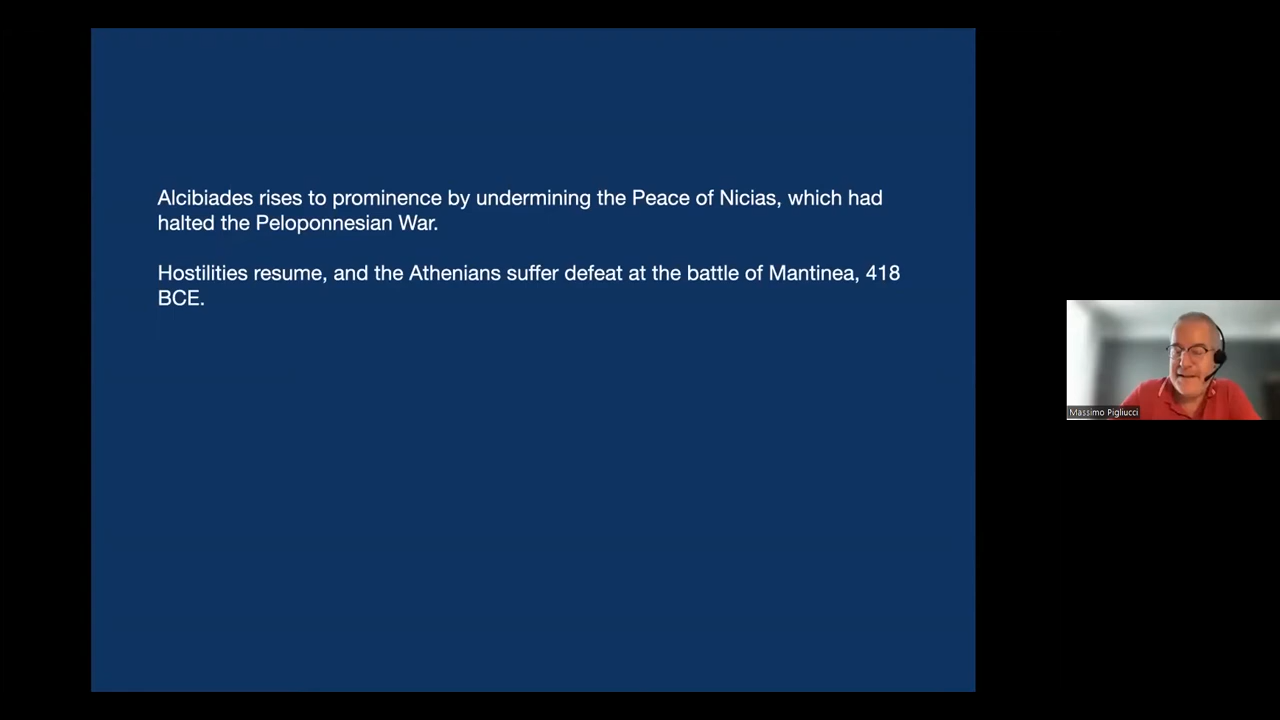 Alcibiades rises to prominence by undermining the Peace of Nicias, which had
halted the Peloponnesian War.
Hostilities resume, and the Athenians suffer defeat at the battle of Mantinea, 418
BCE.
Massimo Pigliucci